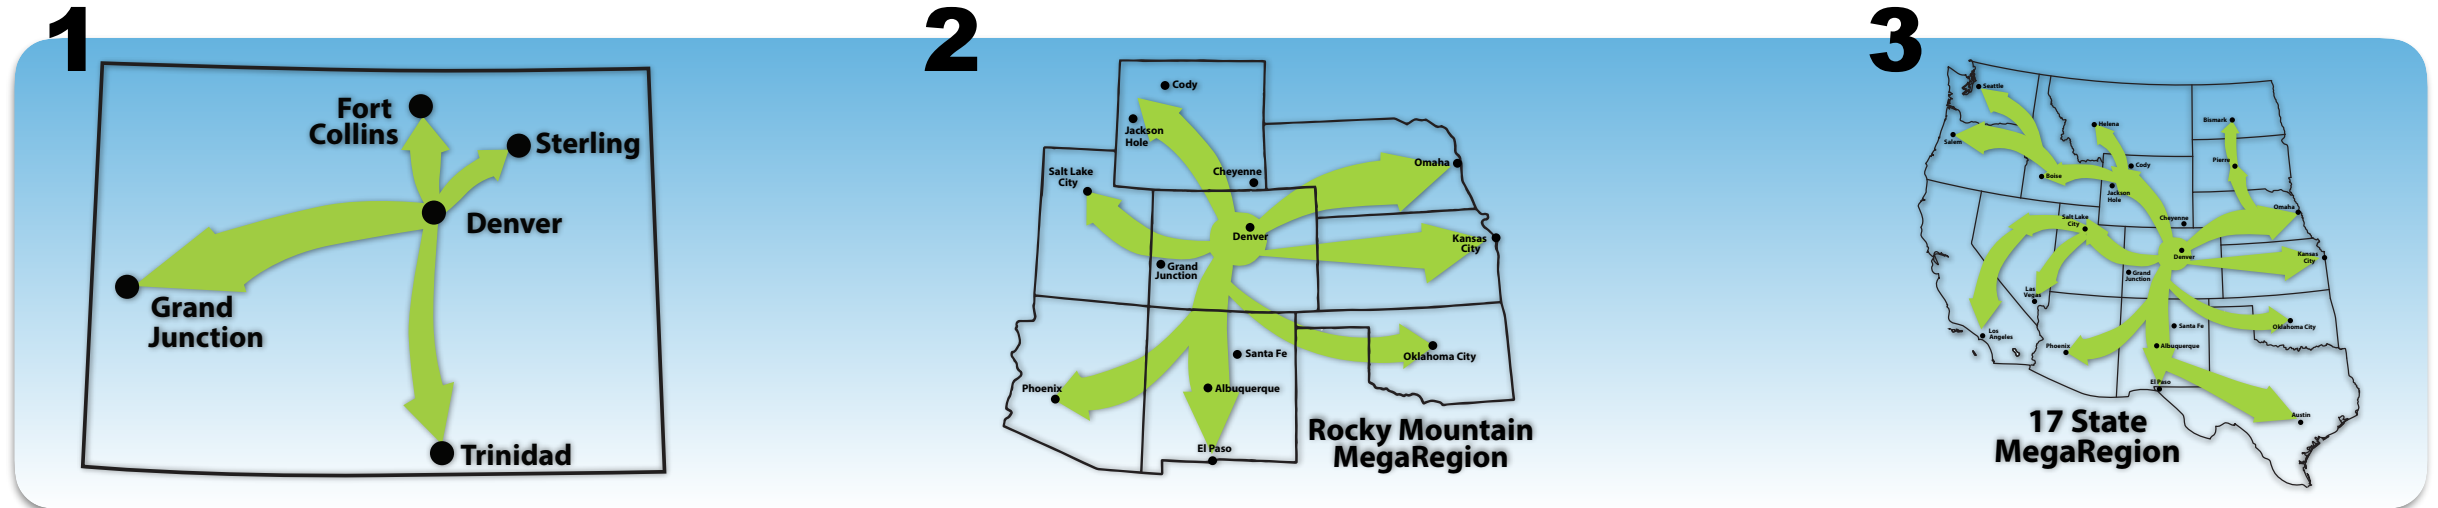 1
Fort
Collins
Sterling
Denver
Grand
Junction
Trinidad
2
Cody
Jackson
Hole
Salt Lake
City
Cheyenne
Omaha
Denver
Kansas
City
Grand
Junction
Santa Fe
Oklahoma City
Phoenix
Albuquerque
El Paso
Rocky Mountain
MegaRegion
3
Seattle
Salem
Helena
Bismark
Boise
Cody
Pierre
Jackson
Hole
Salt Lake
City
Cheyenne
Omaha
Denver
Kansas
City
Grand
Junction
Las
Vegas
Los
Angeles
Santa Fe
Oklahoma City
Phoenix
Albuquerque
El Paso
Austin
17 State
MegaRegion